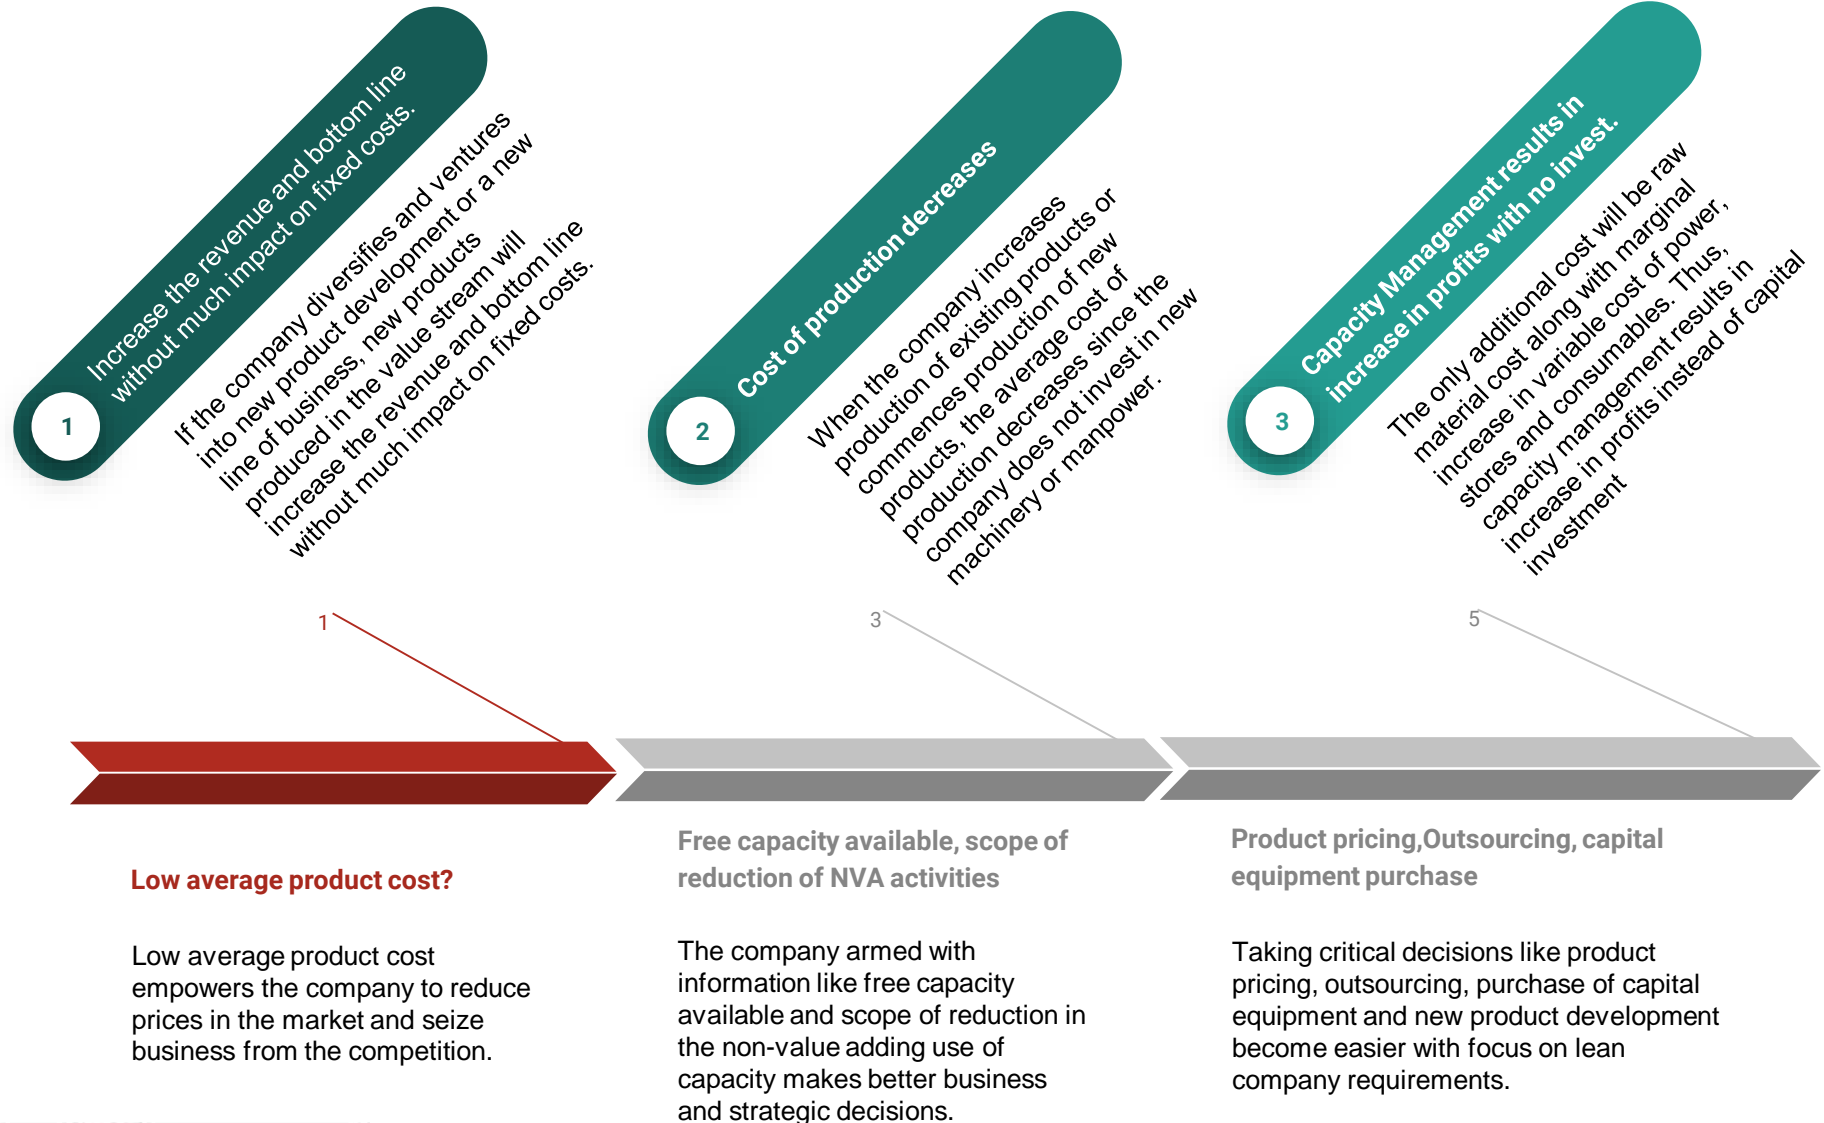 Increase the revenue and bottom line
without much impact on fixed costs.
1
If the company diversifies and ventures
into new product development or a new
line of business, new products
produced in the value stream will
increase the revenue and bottom line
without much impact on fixed costs.
Cost of production decreases
2
When the company increases
production of existing products or
commences production of new
products, the average cost of
production decreases since the
company does not invest in new
machinery or manpower.
Capacity Management results in
increase in profits with no invest.
3
The only additional cost will be raw
material cost along with marginal
increase in variable cost of power,
stores and consumables. Thus,
capacity management results in
increase in profits instead of capital
investment
1
3
5
Low average product cost?
Low average product cost
empowers the company to reduce
prices in the market and seize
business from the competition.
Free capacity available, scope of
reduction of NVA activities
The company armed with
information like free capacity
available and scope of reduction in
the non-value adding use of
capacity makes better business
and strategic decisions.
Product pricing,Outsourcing, capital
equipment purchase
Taking critical decisions like product
pricing, outsourcing, purchase of capital
equipment and new product development
become easier with focus on lean
company requirements.